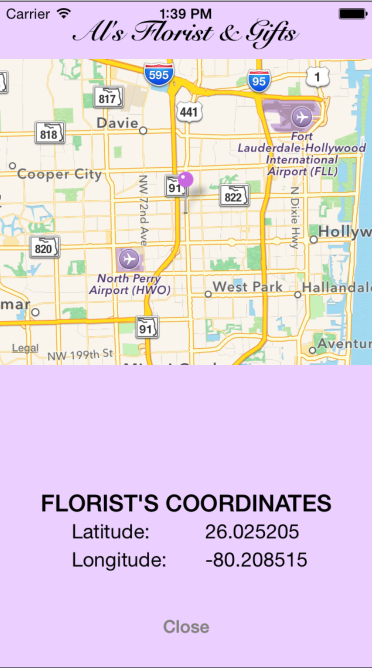 Carrier 1:39 PM
Al's Florist & Gifts
595
95
1
817
441
Davie
818
Fort
Lauderdale-Hollywood
International
Airport (FLL)
Cooper City
91
822
NW 72nd Ave
N Dixie Hwy
Hollyw
820
North Perry
Airport (HWO)
West Park
Hallandale
mar
91
Aventur
Legal
NW 199th St
FLORIST'S COORDINATES
Latitude: 26.025205
Longitude: -80.208515
Close